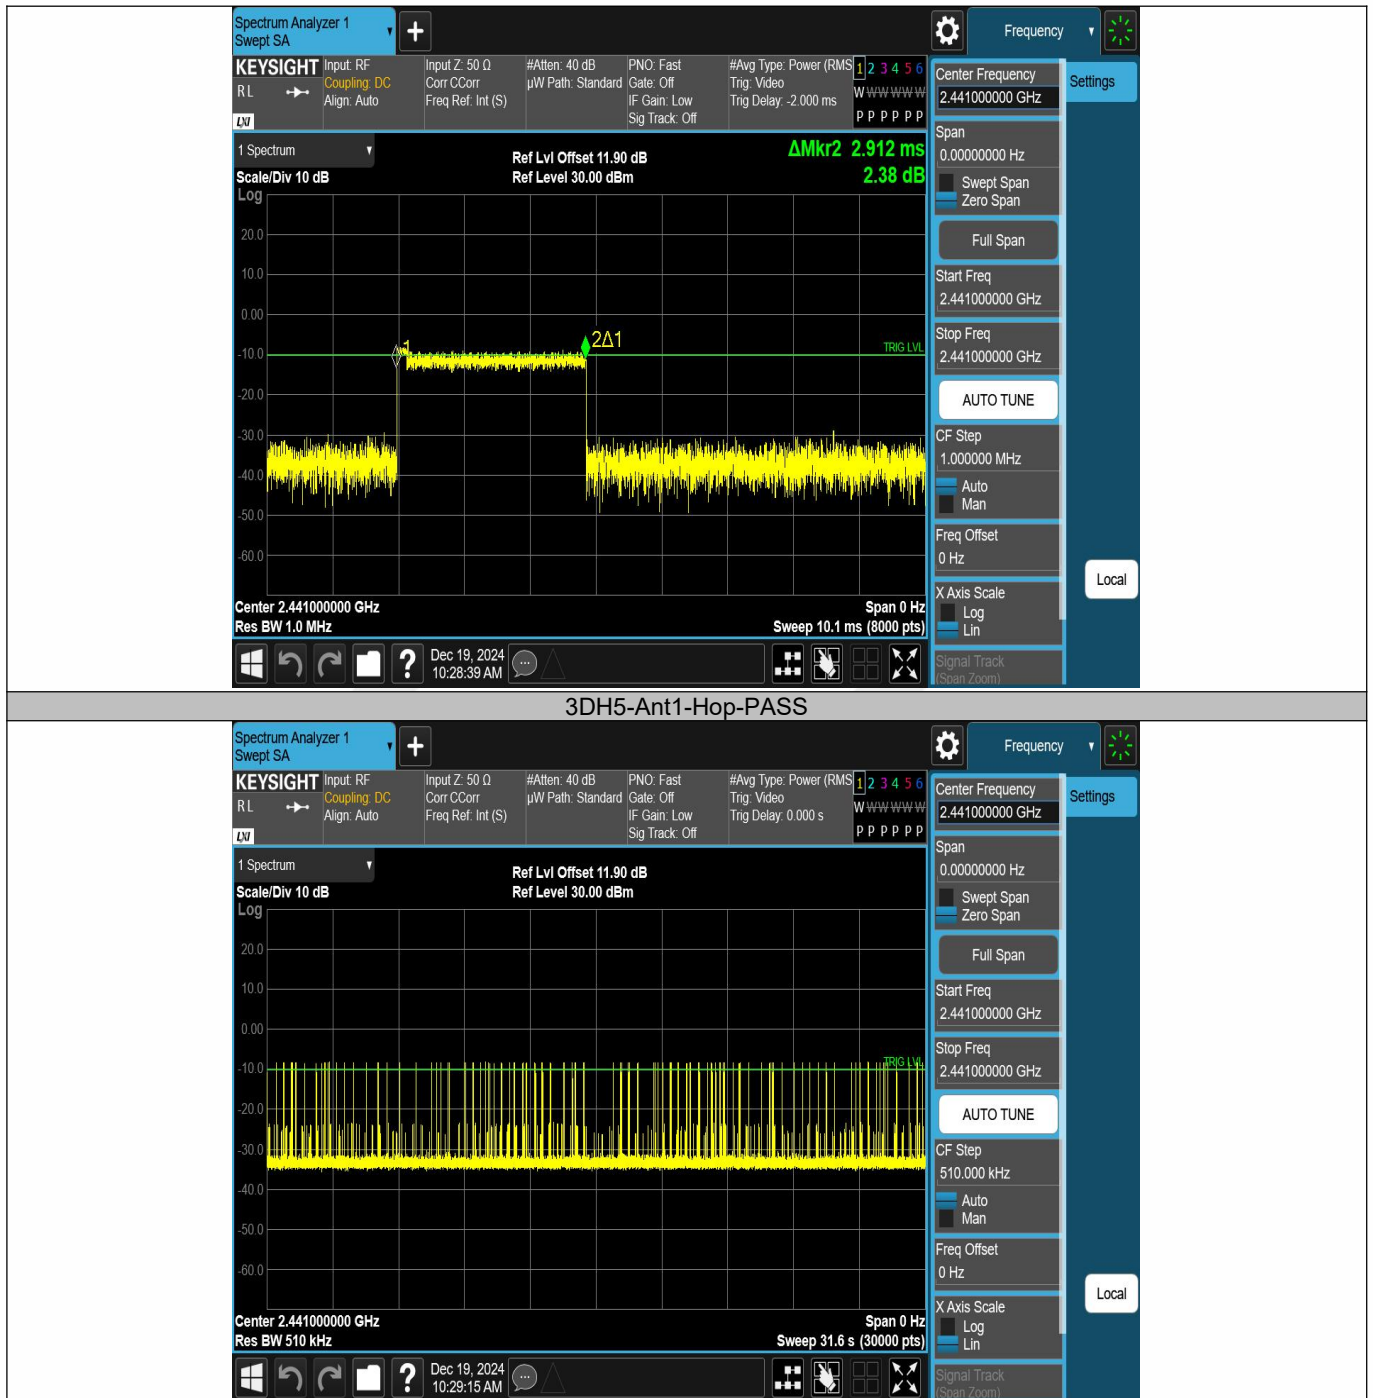 Spectrum Analyzer 1
Swept SA
Frequency
KEYSIGHT
RL
LXI
Input: RF
Coupling: DC
Align: Auto
Input Z: 50 Ω
Corr CCorr
Freq Ref: Int (S)
#Atten: 40 dB
µW Path: Standard
PNO: Fast
Gate: Off
IF Gain: Low
Sig Track: Off
#Avg Type: Power (RMS
Trig: Video
Trig Delay: -2.000 ms
1 2 3 4 5 6
W W W W W W
P P P P P P
1 Spectrum
Scale/Div 10 dB
Log
Ref Lvl Offset 11.90 dB
Ref Level 30.00 dBm
ΔMkr2 2.912 ms
2.38 dB
20.0
10.0
0.00
-10.0
-20.0
-30.0
-40.0
-50.0
-60.0
1
2Δ1
TRIG LVL
Center 2.441000000 GHz
Res BW 1.0 MHz
Span 0 Hz
Sweep 10.1 ms (8000 pts)
Dec 19, 2024
10:28:39 AM
Center Frequency
2.441000000 GHz
Settings
Span
0.00000000 Hz
Swept Span
Zero Span
Full Span
Start Freq
2.441000000 GHz
Stop Freq
2.441000000 GHz
AUTO TUNE
CF Step
1.000000 MHz
Auto
Man
Freq Offset
0 Hz
X Axis Scale
Log
Lin
Local
Signal Track
(Span Zoom)
3DH5-Ant1-Hop-PASS
Spectrum Analyzer 1
Swept SA
Frequency
KEYSIGHT
RL
LXI
Input: RF
Coupling: DC
Align: Auto
Input Z: 50 Ω
Corr CCorr
Freq Ref: Int (S)
#Atten: 40 dB
µW Path: Standard
PNO: Fast
Gate: Off
IF Gain: Low
Sig Track: Off
#Avg Type: Power (RMS
Trig: Video
Trig Delay: 0.000 s
1 2 3 4 5 6
W W W W W W
P P P P P P
1 Spectrum
Scale/Div 10 dB
Log
Ref Lvl Offset 11.90 dB
Ref Level 30.00 dBm
20.0
10.0
0.00
-10.0
-20.0
-30.0
-40.0
-50.0
-60.0
TRIG LVL
Center 2.441000000 GHz
Res BW 510 kHz
Span 0 Hz
Sweep 31.6 s (30000 pts)
Dec 19, 2024
10:29:15 AM
Center Frequency
2.441000000 GHz
Settings
Span
0.00000000 Hz
Swept Span
Zero Span
Full Span
Start Freq
2.441000000 GHz
Stop Freq
2.441000000 GHz
AUTO TUNE
CF Step
510.000 kHz
Auto
Man
Freq Offset
0 Hz
X Axis Scale
Log
Lin
Local
Signal Track
(Span Zoom)